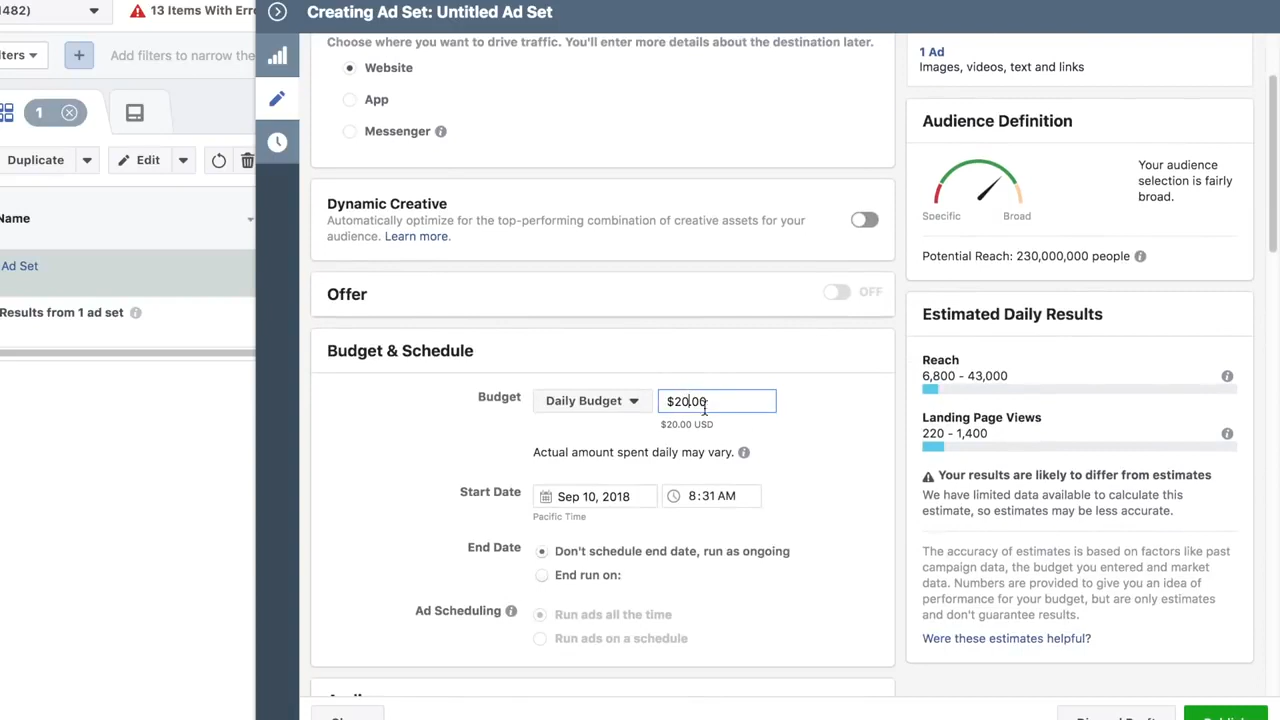 1482)
13 Items With Erro
Creating Ad Set: Untitled Ad Set
ters
Add filters to narrow the
1
Duplicate
Edit
Name
Ad Set
Results from 1 ad set
Choose where you want to drive traffic. You'll enter more details about the destination later.
Website
App
Messenger
Dynamic Creative
Automatically optimize for the top-performing combination of creative assets for your
audience. Learn more.
Offer
OFF
Budget & Schedule
Budget
Daily Budget
$20.00
$20.00 USD
Actual amount spent daily may vary.
Start Date
Sep 10, 2018
8:31 AM
Pacific Time
End Date
Don't schedule end date, run as ongoing
End run on:
Ad Scheduling
Run ads all the time
Run ads on a schedule
1 Ad
Images, videos, text and links
Audience Definition
Your audience
selection is fairly
broad.
Specific
Broad
Potential Reach: 230,000,000 people
Estimated Daily Results
Reach
6,800 - 43,000
Landing Page Views
220 - 1,400
Your results are likely to differ from estimates
We have limited data available to calculate this
estimate, so estimates may be less accurate.
The accuracy of estimates is based on factors like past
campaign data, the budget you entered and market
data. Numbers are provided to give you an idea of
performance for your budget, but are only estimates
and don't guarantee results.
Were these estimates helpful?